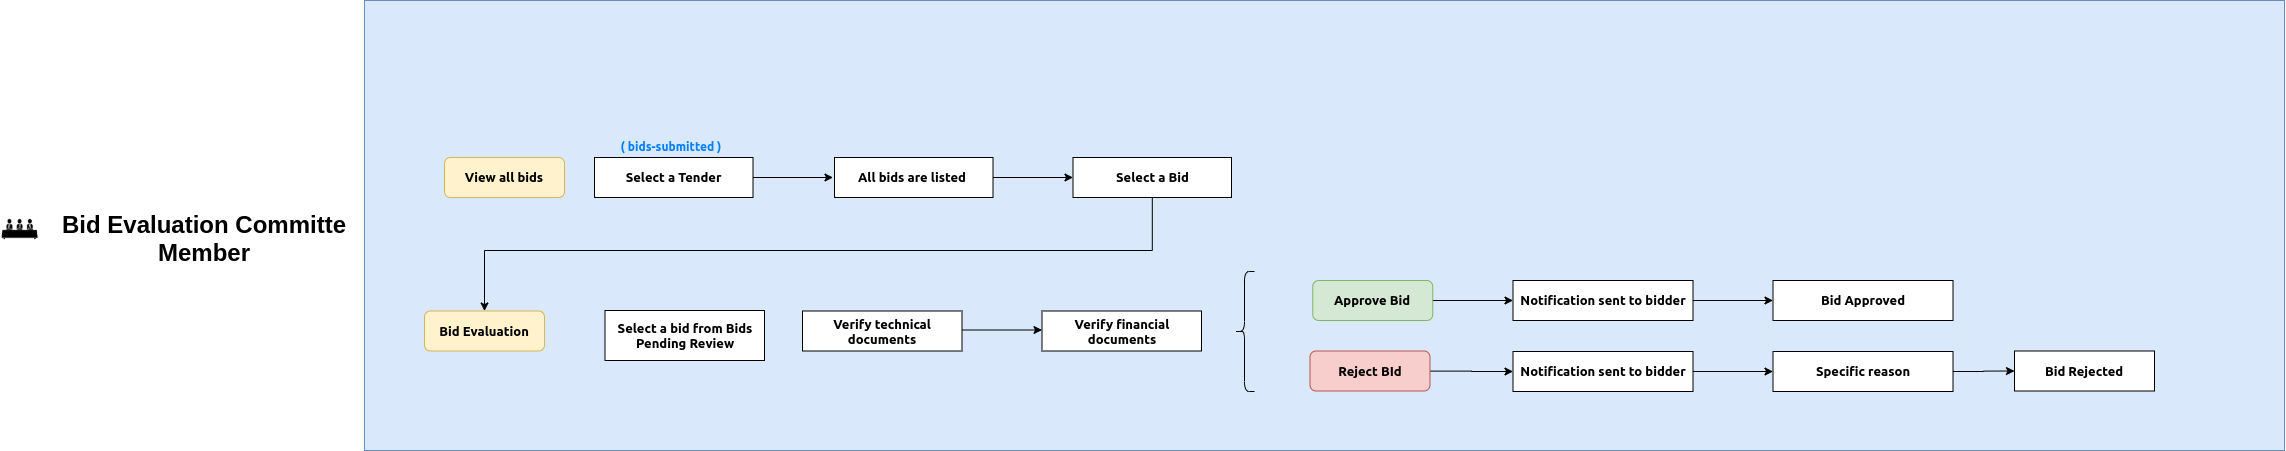 Bid Evaluation Committe
Member
( bids-submitted )
View all bids
Select a Tender
All bids are listed
Select a Bid
Bid Evaluation
Select a bid from Bids
Pending Review
Verify technical
documents
Verify financial
documents
Approve Bid
Notification sent to bidder
Bid Approved
Reject BId
Notification sent to bidder
Specific reason
Bid Rejected